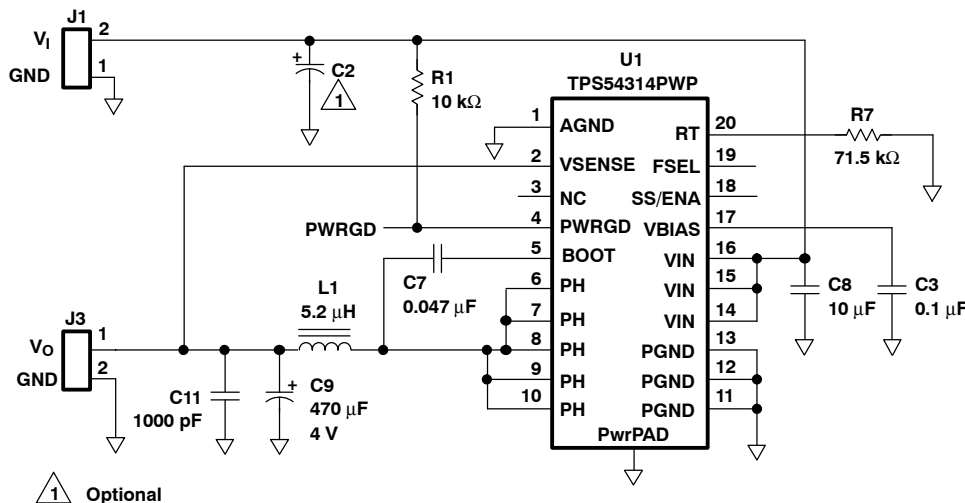 J1
V_I 2
GND 1
C2
+
1
R1
10 kΩ
U1
TPS54314PWP
1 AGND
2 VSENSE
3 NC
4 PWRGD
5 BOOT
6 PH
7 PH
8 PH
9 PH
10 PH
RT 20
FSEL 19
SS/ENA 18
VBIAS 17
VIN 16
VIN 15
VIN 14
PGND 13
PGND 12
PGND 11
PwrPAD
R7
71.5 kΩ
PWRGD
C7
0.047 μF
L1
5.2 μH
C8
10 μF
C3
0.1 μF
J3
V_O 1
GND 2
C11
1000 pF
+
C9
470 μF
4 V
1 Optional